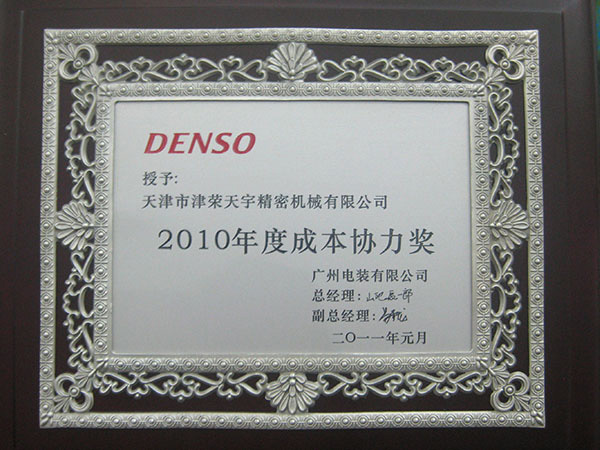 DENSO
授予:
天津市津荣天宇精密机械有限公司
2010年度成本协力奖
广州电装有限公司
总经理:
副总经理:
二〇一一年元月